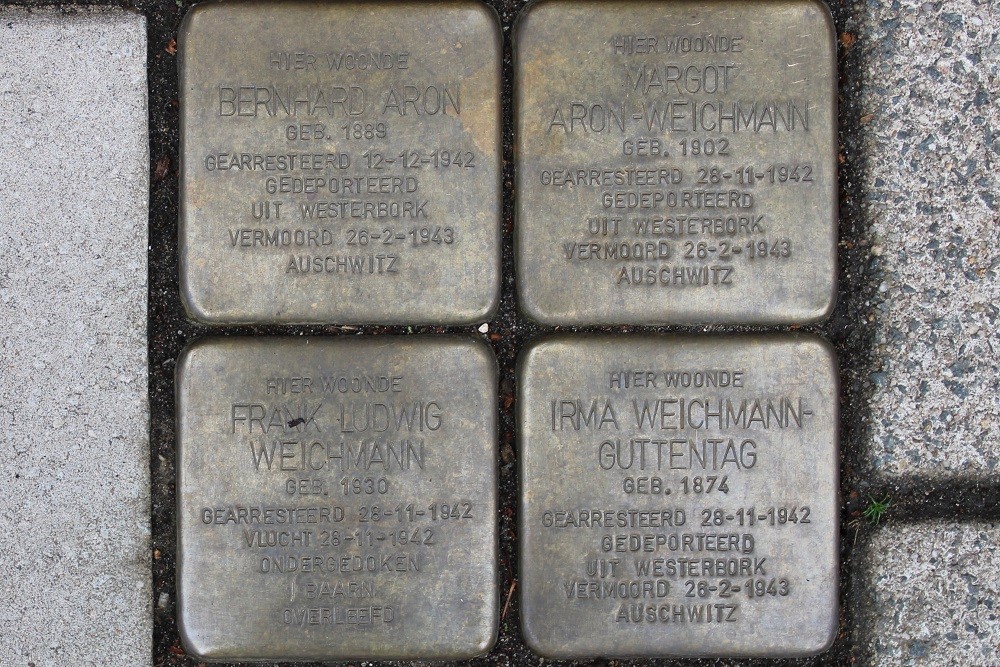 HIER WOONDE
BERNHARD ARON
GEB. 1889
GEARRESTEERD 12-12-1942
GEDEPORTEERD
UIT WESTERBORK
VERMOORD 26-2-1943
AUSCHWITZ
HIER WOONDE
MARGOT
ARON-WEICHMANN
GEB. 1902
GEARRESTEERD 28-11-1942
GEDEPORTEERD
UIT WESTERBORK
VERMOORD 26-2-1943
AUSCHWITZ
HIER WOONDE
FRANK LUDWIG
WEICHMANN
GEB. 1930
GEARRESTEERD 28-11-1942
VLUCHT 28-11-1942
ONDERGEDOKEN
BAARN
OVERLEEFD
HIER WOONDE
IRMA WEICHMANN-
GUTTENTAG
GEB. 1874
GEARRESTEERD 28-11-1942
GEDEPORTEERD
UIT WESTERBORK
VERMOORD 26-2-1943
AUSCHWITZ